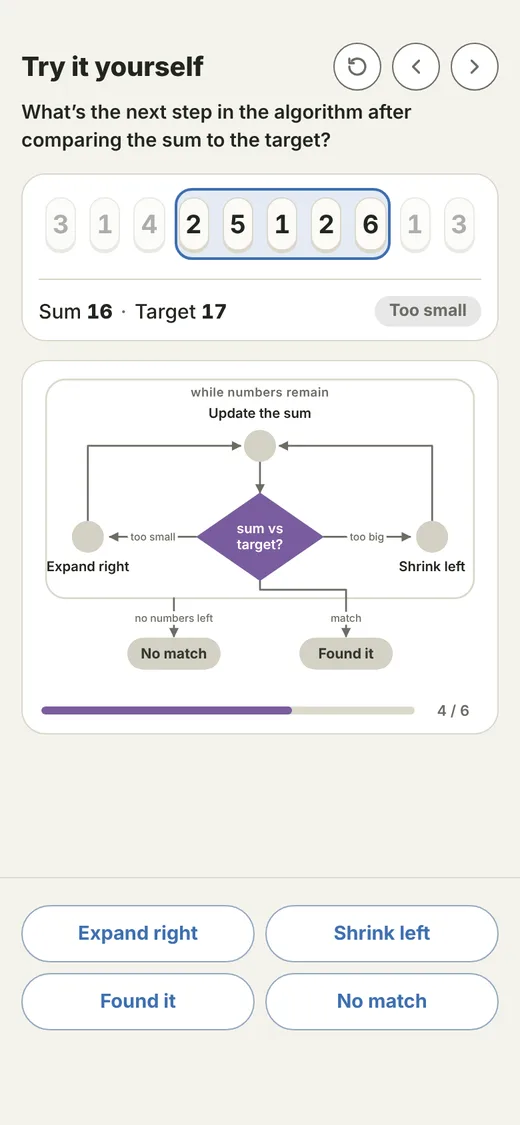 Try it yourself
What’s the next step in the algorithm after
comparing the sum to the target?
3 1 4 2 5 1 2 6 1 3
Sum 16 · Target 17
Too small
while numbers remain
Update the sum
sum vs
target?
too small
too big
Expand right
Shrink left
no numbers left
match
No match
Found it
4 / 6
Expand right
Shrink left
Found it
No match